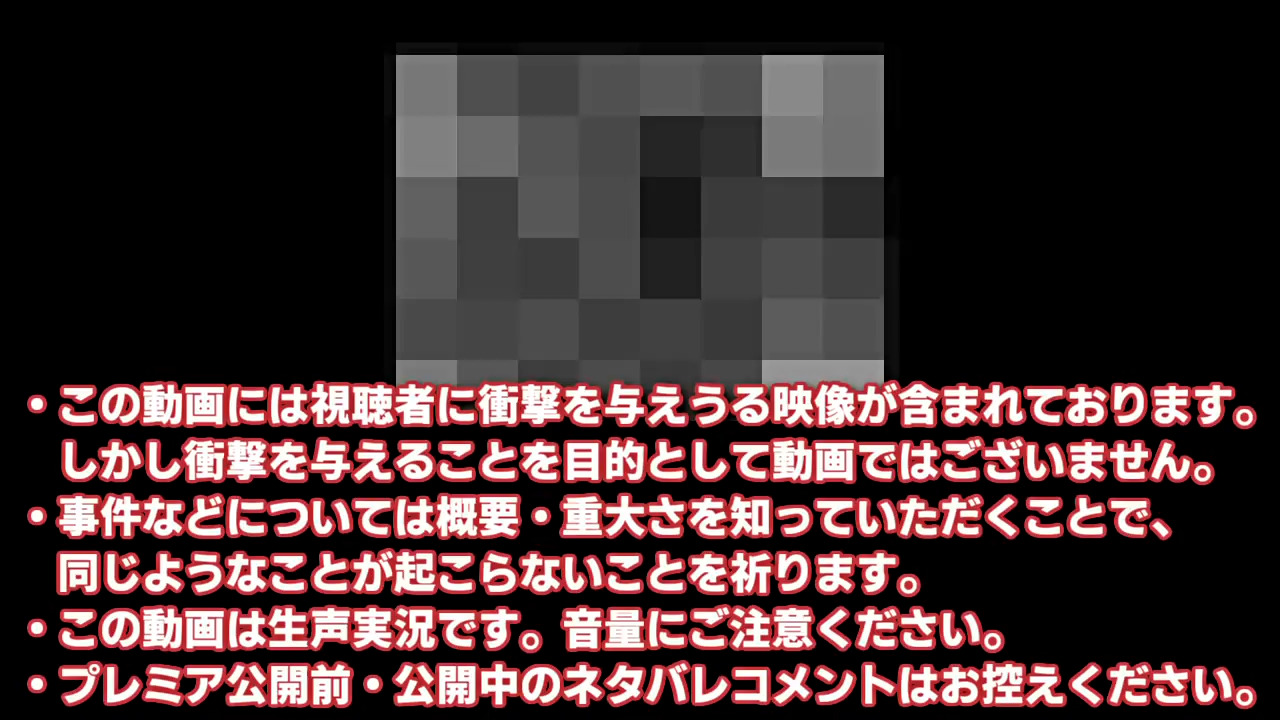 ・この動画には視聴者に衝撃を与えうる映像が含まれております。
しかし衝撃を与えることを目的として動画ではございません。
・事件などについては概要・重大さを知っていただくことで、
同じようなことが起こらないことを祈ります。
・この動画は生声実況です。音量にご注意ください。
・プレミア公開前・公開中のネタバレコメントはお控えください。